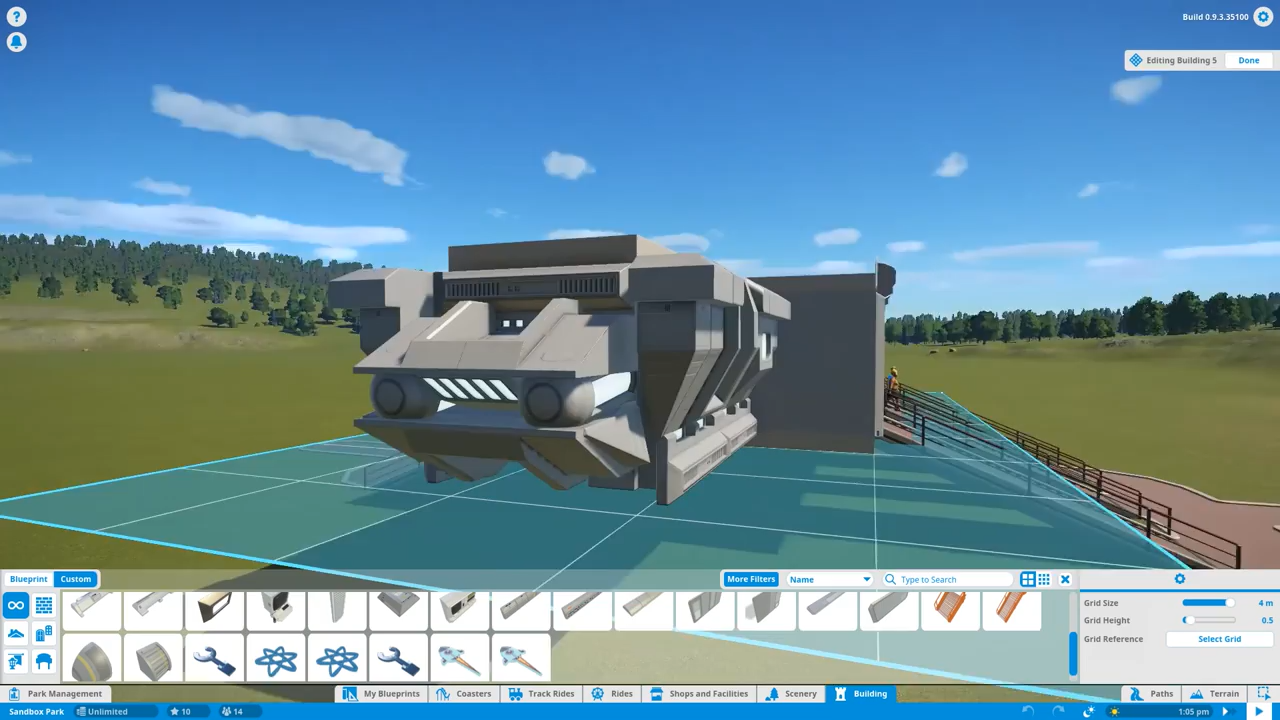 Build 0.9.3.35100
Editing Building 5 Done
Blueprint Custom More Filters Name Type to Search
Grid Size 4 m
Grid Height 0.5
Grid Reference Select Grid
Park Management My Blueprints Coasters Track Rides Rides Shops and Facilities Scenery Building Paths Terrain
Sandbox Park Unlimited 10 14 1:05 pm